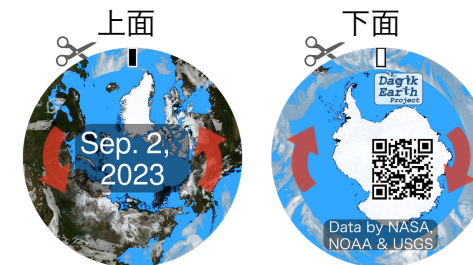 上面
下面
Sep. 2,
2023
Dagik
Earth
Project
Data by NASA,
NOAA & USGS